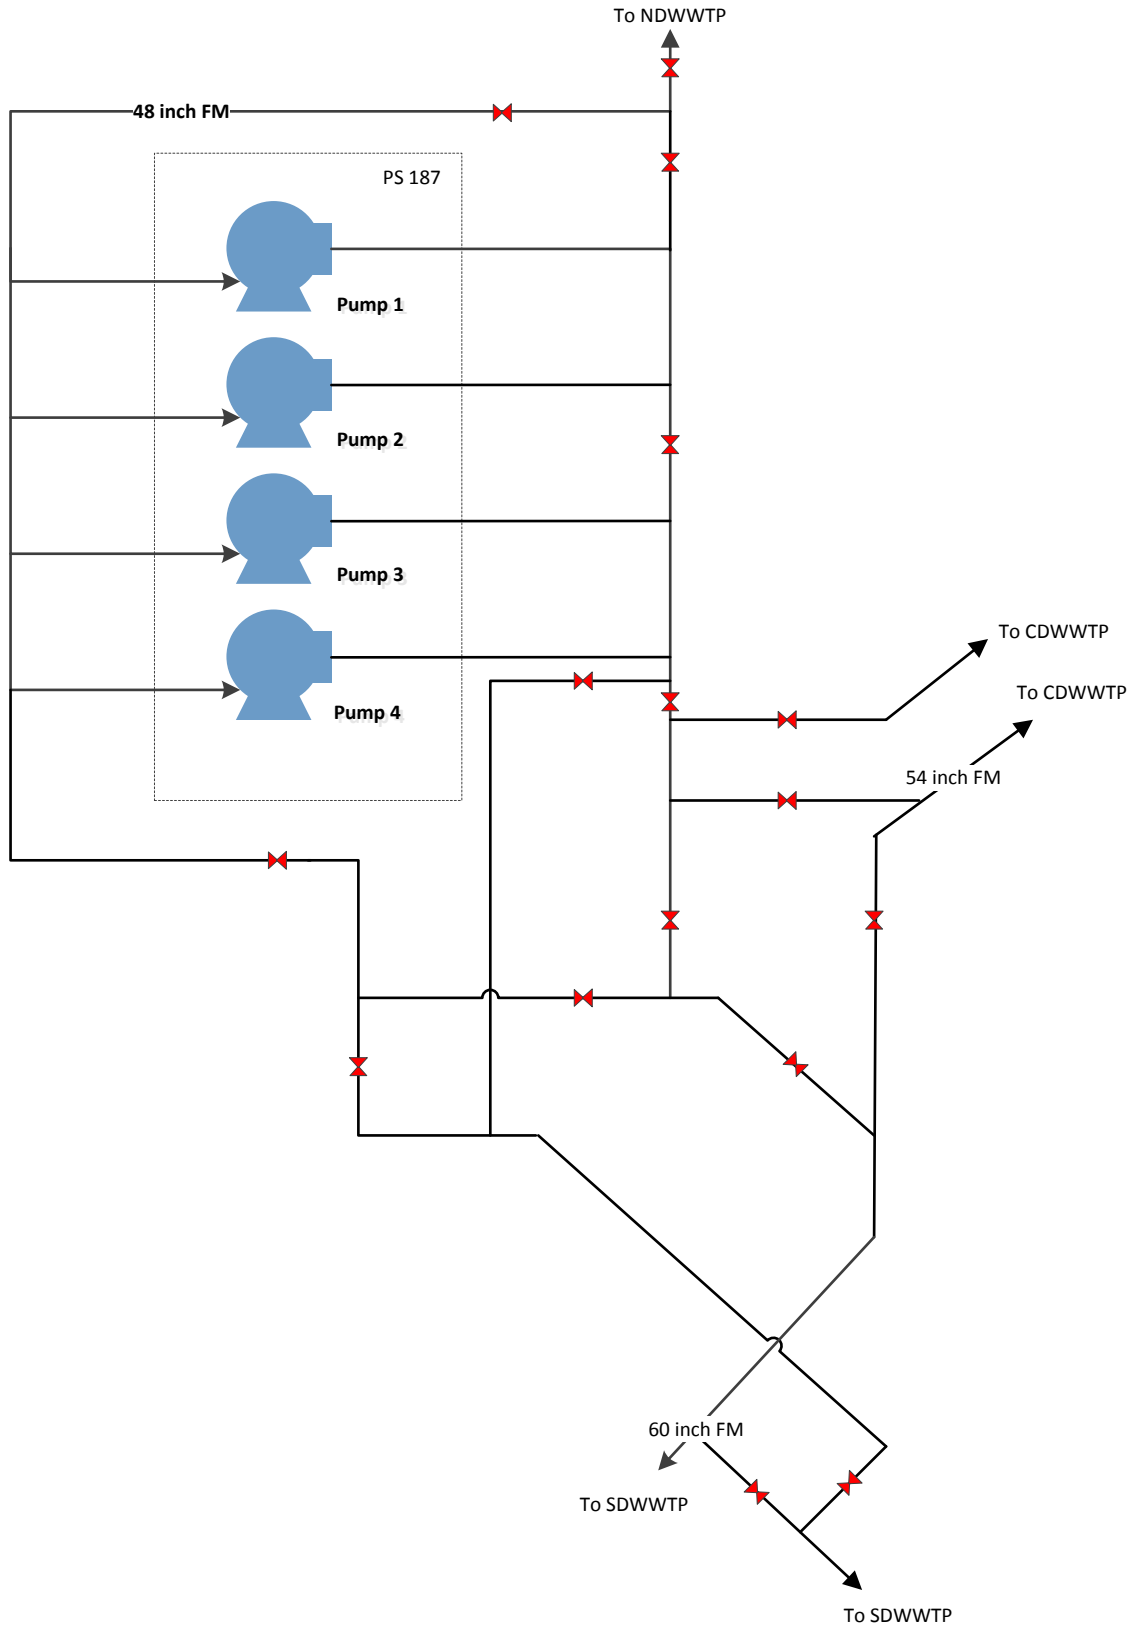 To NDWWTP
48 inch FM
PS 187
Pump 1
Pump 2
Pump 3
To CDWWTP
To CDWWTP
Pump 4
54 inch FM
60 inch FM
To SDWWTP
To SDWWTP